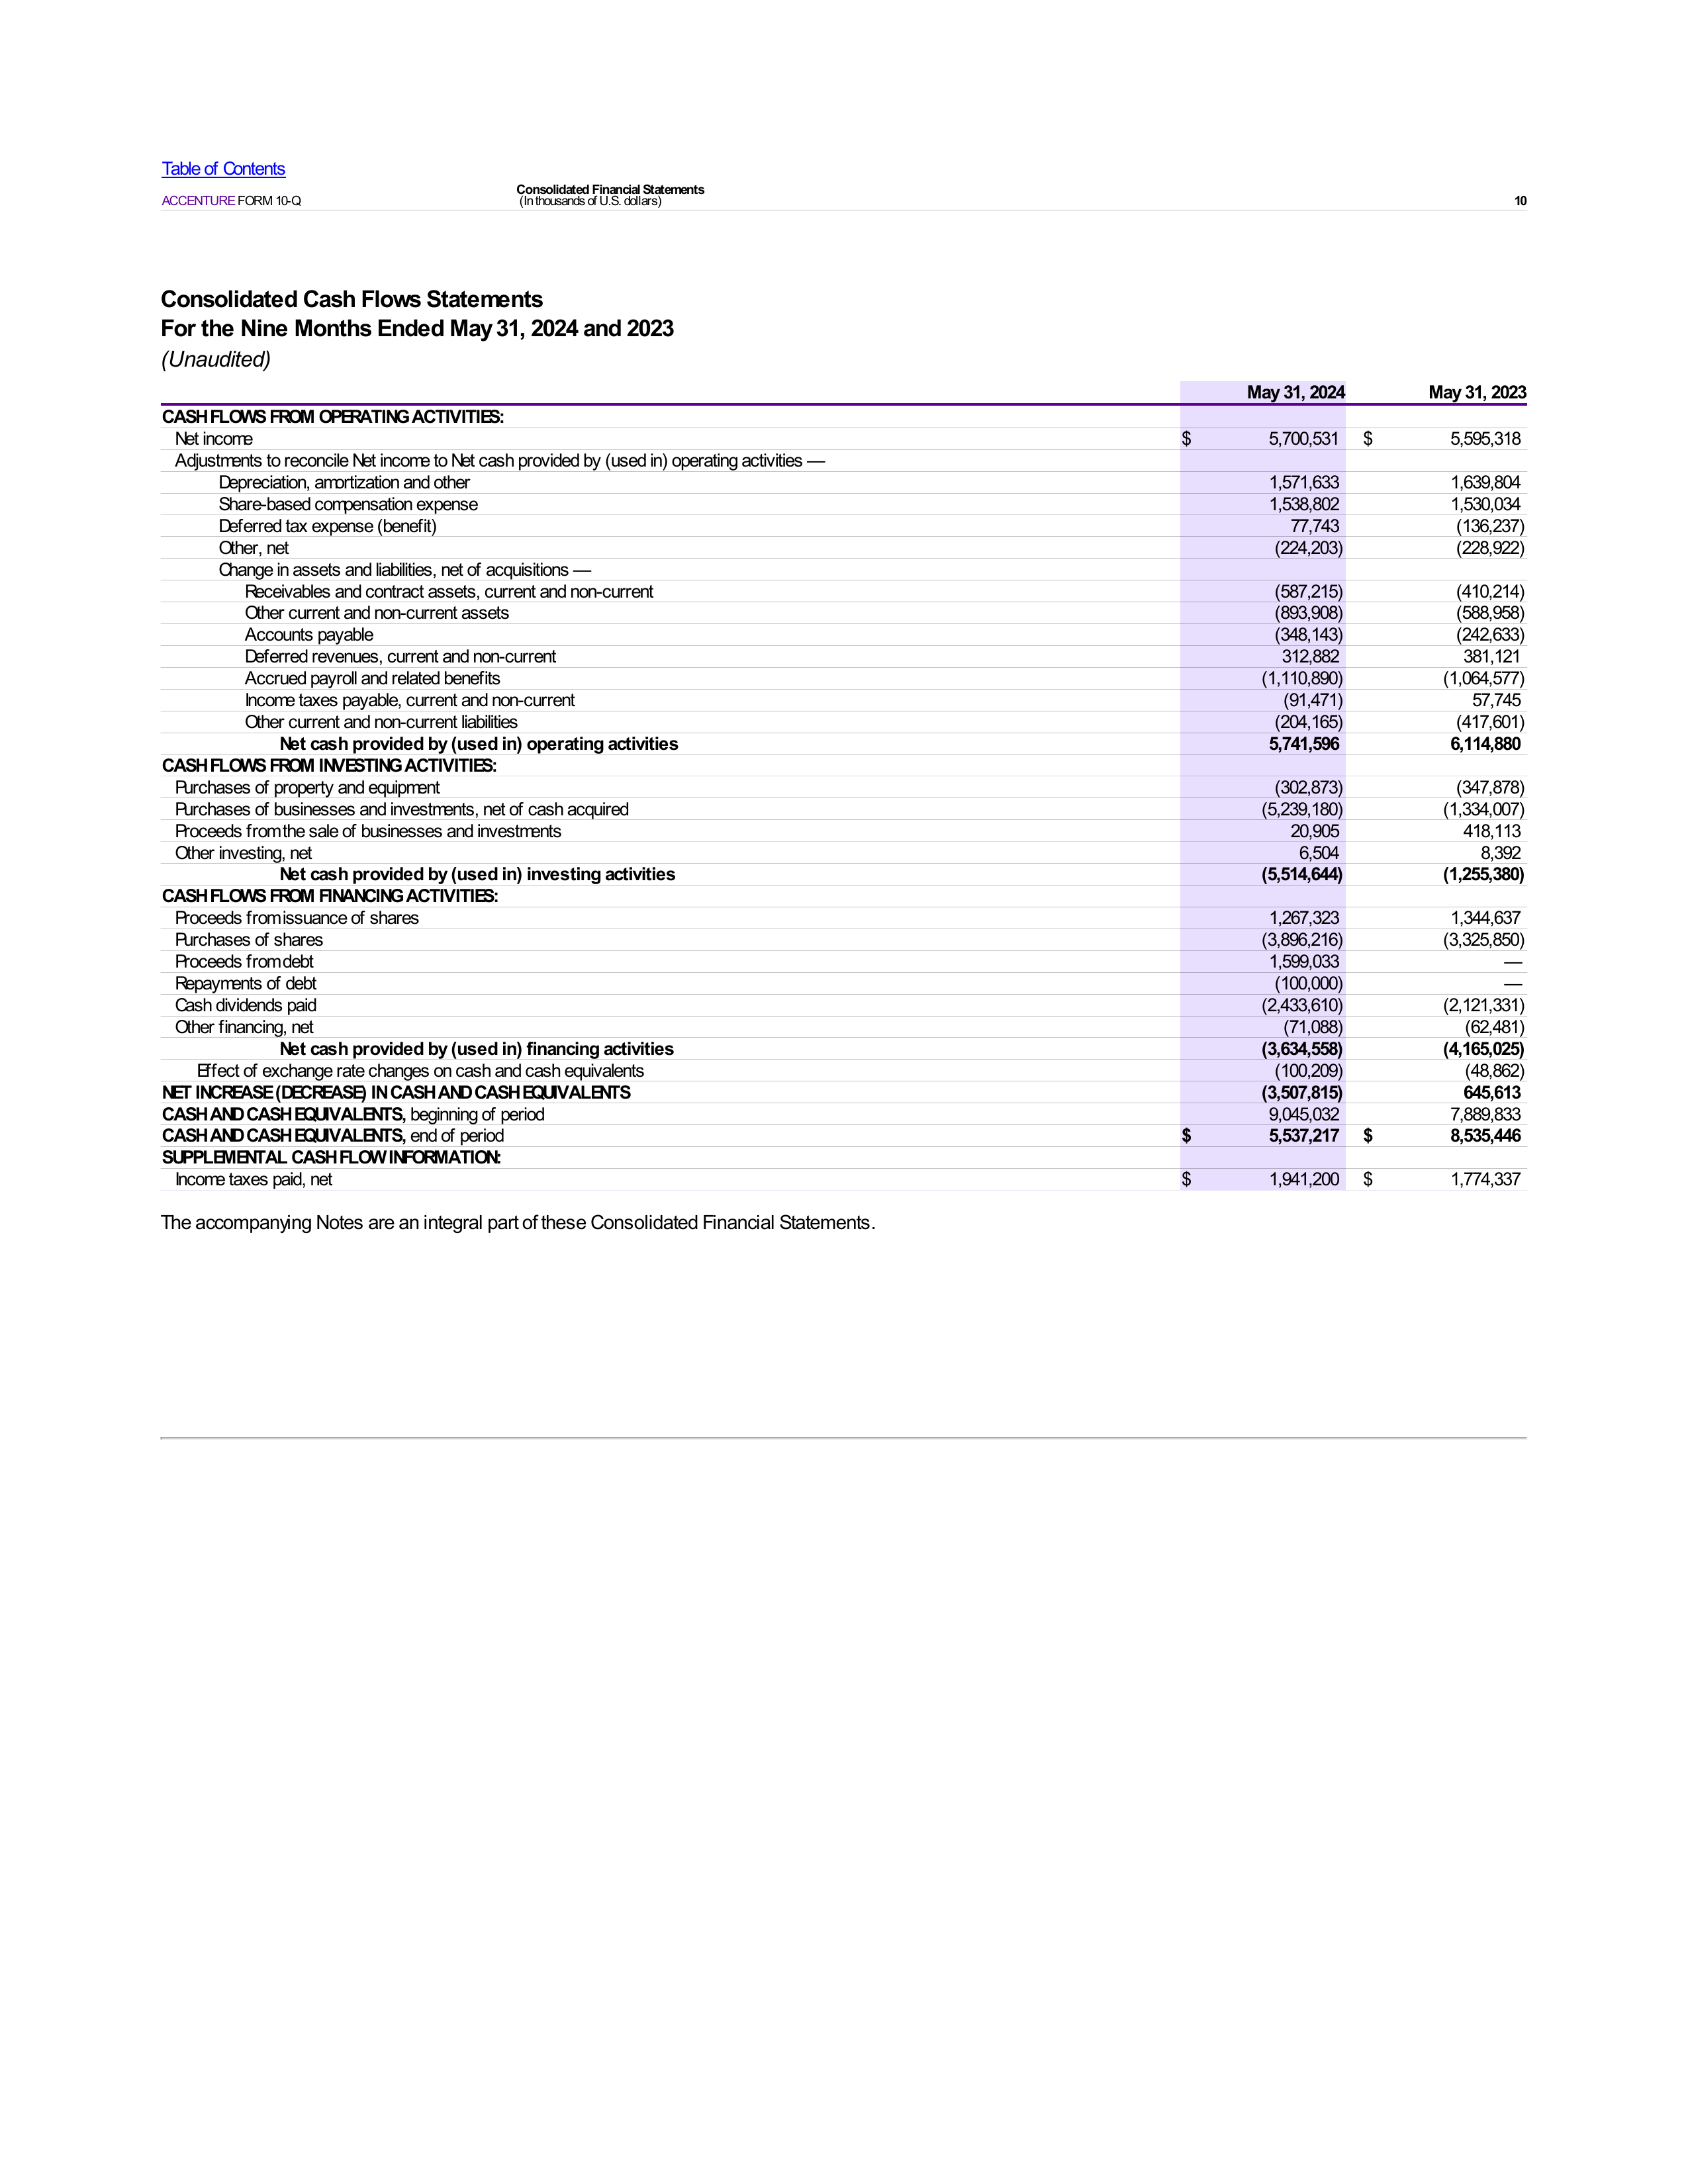 Table of Contents
Consolidated Financial Statements
ACCENTURE FORM 10-Q (In thousands of U.S. dollars) 10
Consolidated Cash Flows Statements
For the Nine Months Ended May 31, 2024 and 2023
(Unaudited)
May 31, 2024 May 31, 2023
CASH FLOWS FROM OPERATING ACTIVITIES:
Net income $ 5,700,531 $ 5,595,318
Adjustments to reconcile Net income to Net cash provided by (used in) operating activities —
Depreciation, amortization and other 1,571,633 1,639,804
Share-based compensation expense 1,538,802 1,530,034
Deferred tax expense (benefit) 77,743 (136,237)
Other, net (224,203) (228,922)
Change in assets and liabilities, net of acquisitions —
Receivables and contract assets, current and non-current (587,215) (410,214)
Other current and non-current assets (893,908) (588,958)
Accounts payable (348,143) (242,633)
Deferred revenues, current and non-current 312,882 381,121
Accrued payroll and related benefits (1,110,890) (1,064,577)
Income taxes payable, current and non-current (91,471) 57,745
Other current and non-current liabilities (204,165) (417,601)
Net cash provided by (used in) operating activities 5,741,596 6,114,880
CASH FLOWS FROM INVESTING ACTIVITIES:
Purchases of property and equipment (302,873) (347,878)
Purchases of businesses and investments, net of cash acquired (5,239,180) (1,334,007)
Proceeds from the sale of businesses and investments 20,905 418,113
Other investing, net 6,504 8,392
Net cash provided by (used in) investing activities (5,514,644) (1,255,380)
CASH FLOWS FROM FINANCING ACTIVITIES:
Proceeds from issuance of shares 1,267,323 1,344,637
Purchases of shares (3,896,216) (3,325,850)
Proceeds from debt 1,599,033 —
Repayments of debt (100,000) —
Cash dividends paid (2,433,610) (2,121,331)
Other financing, net (71,088) (62,481)
Net cash provided by (used in) financing activities (3,634,558) (4,165,025)
Effect of exchange rate changes on cash and cash equivalents (100,209) (48,862)
NET INCREASE (DECREASE) IN CASH AND CASH EQUIVALENTS (3,507,815) 645,613
CASH AND CASH EQUIVALENTS, beginning of period 9,045,032 7,889,833
CASH AND CASH EQUIVALENTS, end of period $ 5,537,217 $ 8,535,446
SUPPLEMENTAL CASH FLOW INFORMATION:
Income taxes paid, net $ 1,941,200 $ 1,774,337
The accompanying Notes are an integral part of these Consolidated Financial Statements.